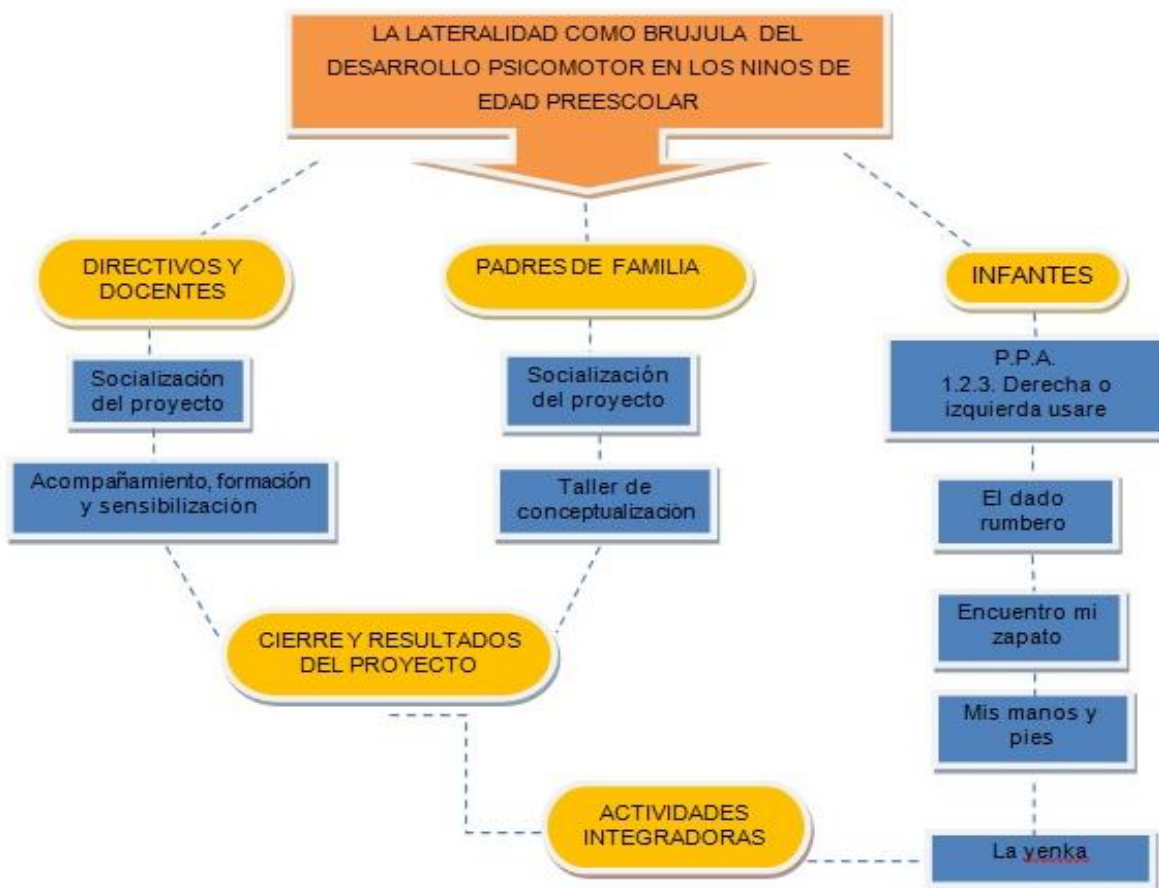 LA LATERALIDAD COMO BRUJULA DEL
DESARROLLO PSICOMOTOR EN LOS NINOS DE
EDAD PREESCOLAR
DIRECTIVOS Y
DOCENTES
PADRES DE FAMILIA
INFANTES
Socialización
del proyecto
Socialización
del proyecto
P.P.A.
1.2.3. Derecha o
izquierda usare
Acompañamiento, formación
y sensibilización
Taller de
conceptualización
El dado
rumbero
Encuentro mi
zapato
CIERRE Y RESULTADOS
DEL PROYECTO
Mis manos y
pies
ACTIVIDADES
INTEGRADORAS
La yenka